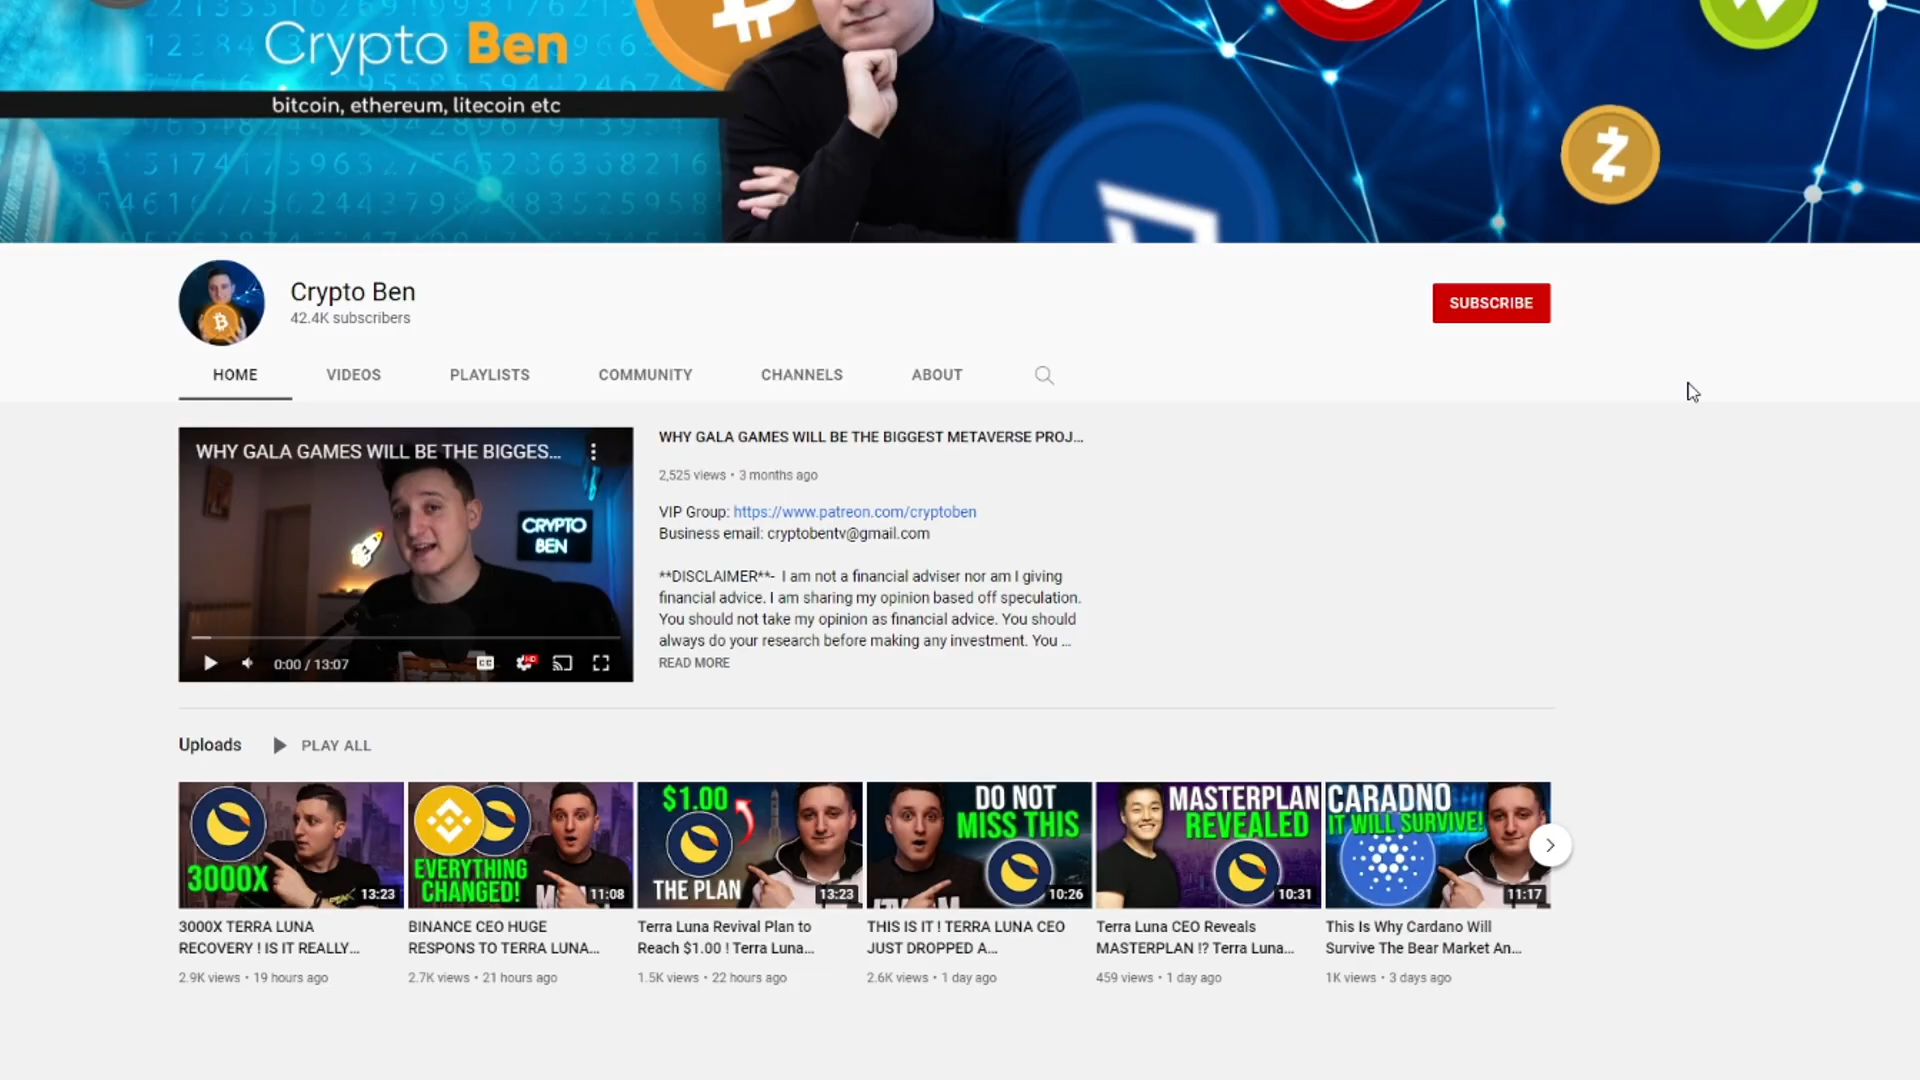 Crypto Ben
bitcoin, ethereum, litecoin etc
Crypto Ben
42.4K subscribers
SUBSCRIBE
HOME
VIDEOS
PLAYLISTS
COMMUNITY
CHANNELS
ABOUT
WHY GALA GAMES WILL BE THE BIGGES...
CRYPTO
BEN
0:00 / 13:07
CC
HD
WHY GALA GAMES WILL BE THE BIGGEST METAVERSE PROJ...
2,525 views • 3 months ago
VIP Group: https://www.patreon.com/cryptoben
Business email: cryptobentv@gmail.com
**DISCLAIMER**- I am not a financial adviser nor am I giving
financial advice. I am sharing my opinion based off speculation.
You should not take my opinion as financial advice. You should
always do your research before making any investment. You ...
READ MORE
Uploads
PLAY ALL
3000X
13:23
EVERYTHING
CHANGED!
11:08
$1.00
THE PLAN
13:23
DO NOT
MISS THIS
10:26
MASTERPLAN
REVEALED
10:31
CARADNO
IT WILL SURVIVE!
11:17
3000X TERRA LUNA
RECOVERY ! IS IT REALLY...
2.9K views • 19 hours ago
BINANCE CEO HUGE
RESPONS TO TERRA LUNA...
2.7K views • 21 hours ago
Terra Luna Revival Plan to
Reach $1.00 ! Terra Luna...
1.5K views • 22 hours ago
THIS IS IT ! TERRA LUNA CEO
JUST DROPPED A...
2.6K views • 1 day ago
Terra Luna CEO Reveals
MASTERPLAN !? Terra Luna...
459 views • 1 day ago
This Is Why Cardano Will
Survive The Bear Market An...
1K views • 3 days ago